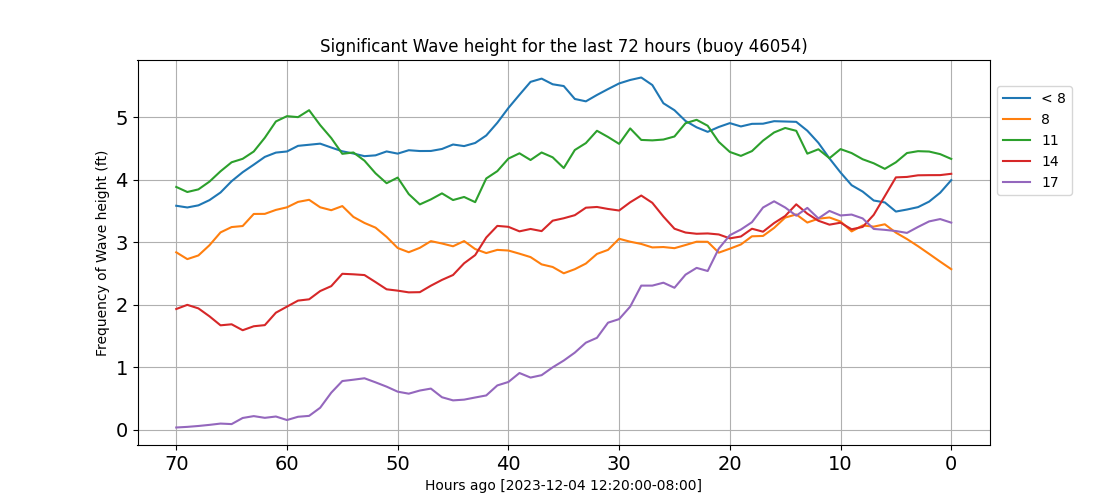 Significant Wave height for the last 72 hours (buoy 46054)
Frequency of Wave height (ft)
5
4
3
2
1
0
70 60 50 40 30 20 10 0
Hours ago [2023-12-04 12:20:00-08:00]
< 8
8
11
14
17